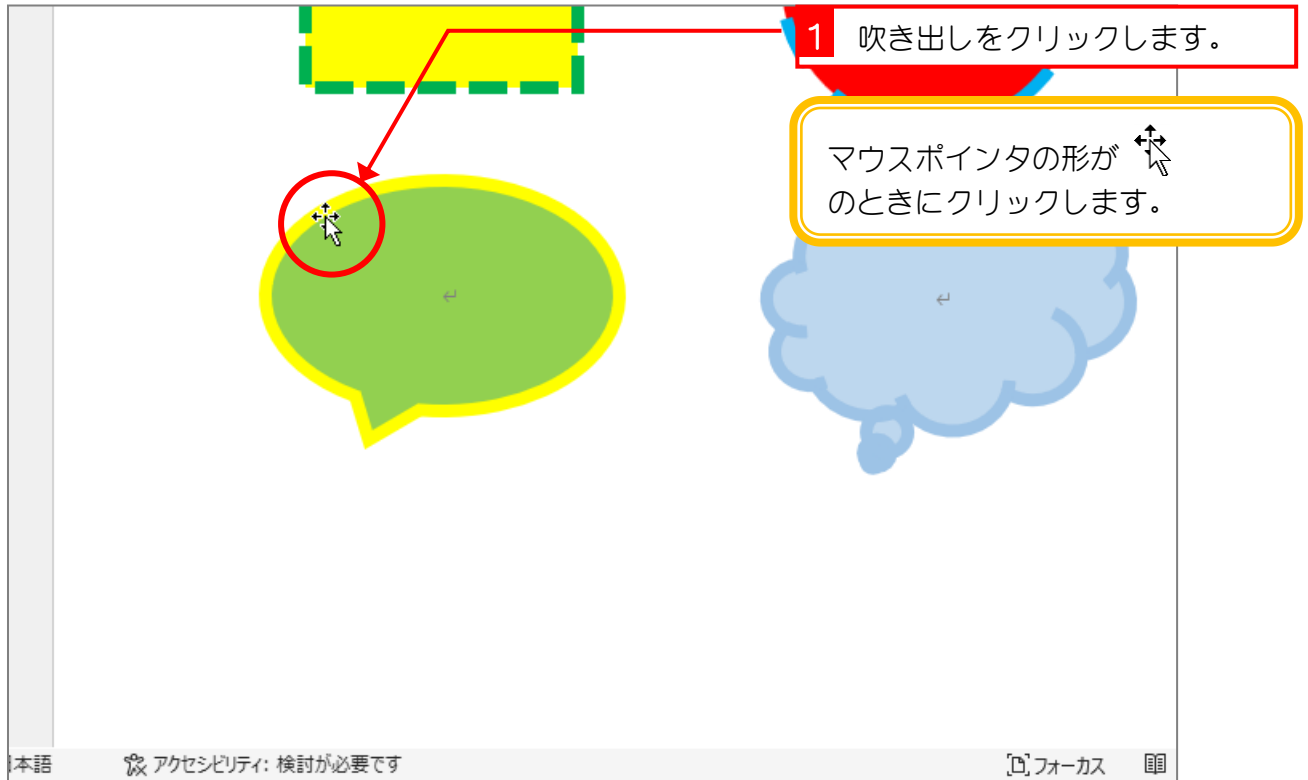 1 吹き出しをクリックします。
マウスポインタの形が
のときにクリックします。
本語
アクセシビリティ: 検討が必要です
フォーカス